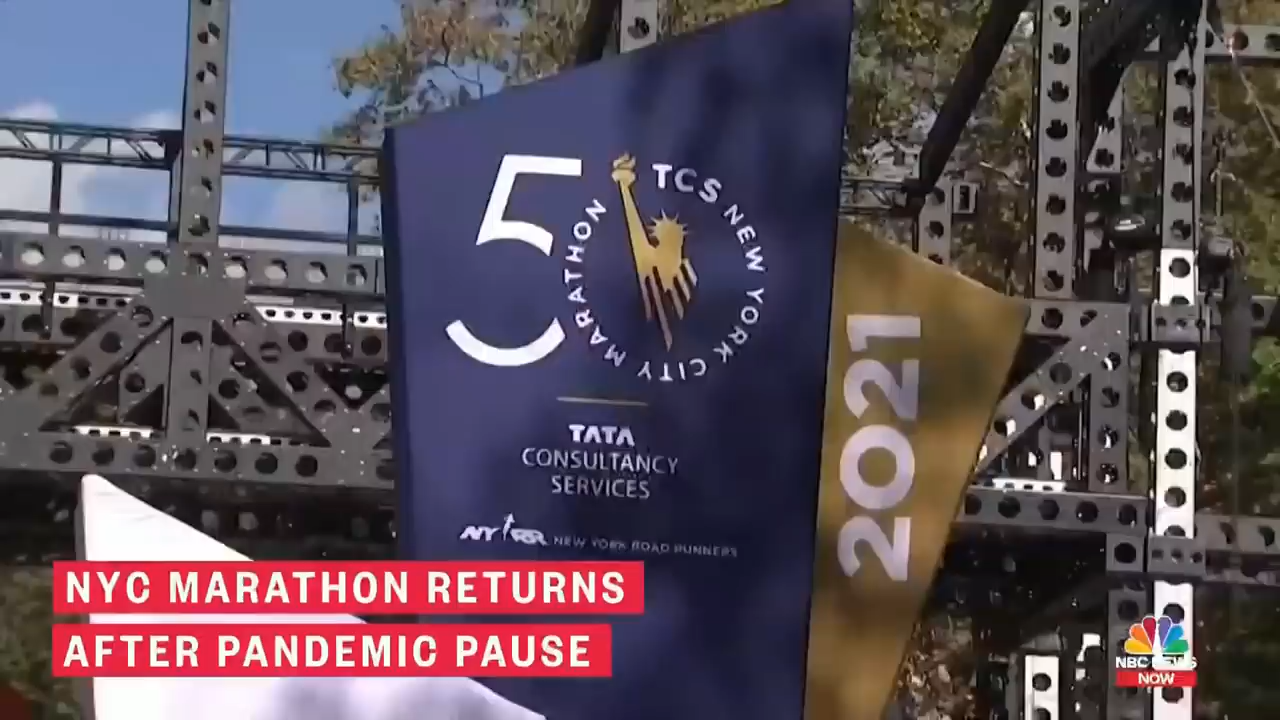 50
TCS NEW YORK CITY MARATHON
TATA
CONSULTANCY
SERVICES
NYRR NEW YORK ROAD RUNNERS
2021
NYC MARATHON RETURNS
AFTER PANDEMIC PAUSE
NBC NEWS
NOW